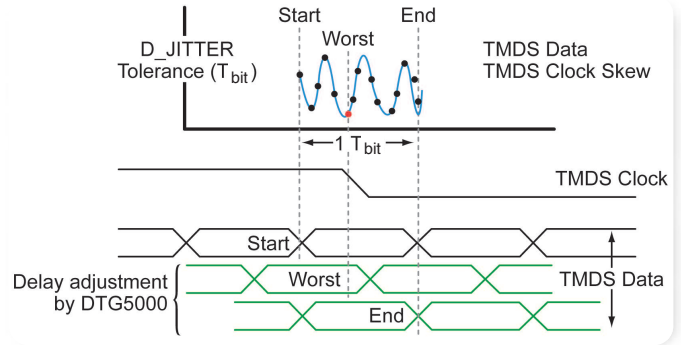 Start
End
Worst
D_JITTER
Tolerance (Tbit)
TMDS Data
TMDS Clock Skew
1 Tbit
TMDS Clock
Start
Delay adjustment
by DTG5000
Worst
TMDS Data
End